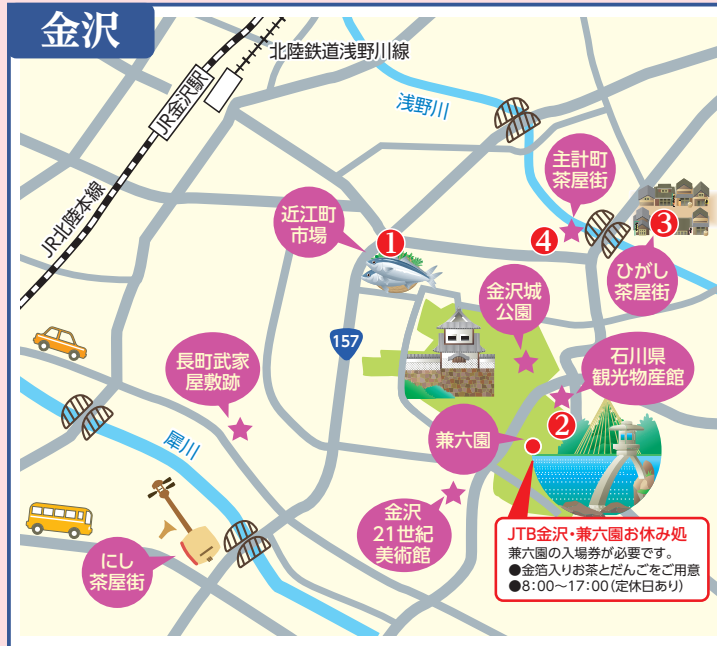 金沢
北陸鉄道浅野川線
JR金沢駅
JR北陸本線
浅野川
主計町
茶屋街
近江町
市場
1
4
3
ひがし
茶屋街
金沢城
公園
157
石川県
観光物産館
長町武家
屋敷跡
2
兼六園
犀川
金沢
21世紀
美術館
にし
茶屋街
JTB金沢・兼六園お休み処
兼六園の入場券が必要です。
●金箔入りお茶とだんごをご用意
●8:00〜17:00(定休日あり)